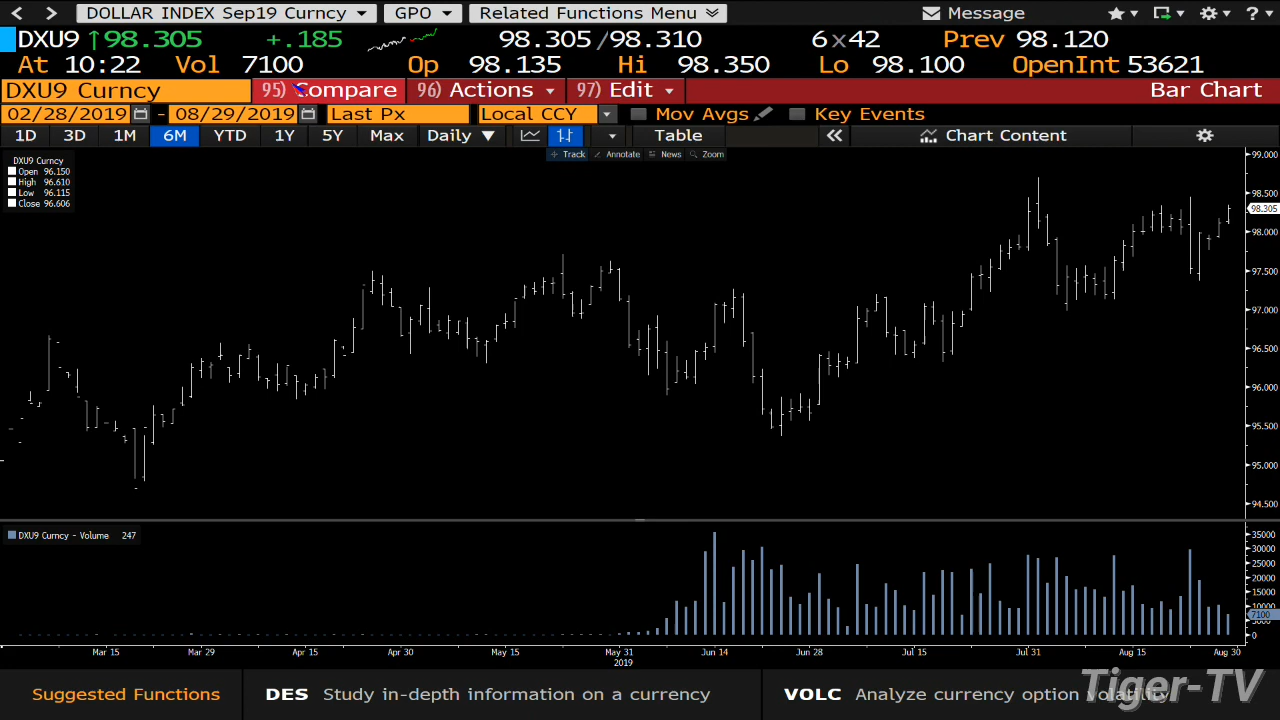 DOLLAR INDEX Sep19 Curncy GPO Related Functions Menu Message ?
DXU9 ↑98.305 +.185 98.305/98.310 6×42 Prev 98.120
At 10:22 Vol 7100 Op 98.135 Hi 98.350 Lo 98.100 OpenInt 53621
DXU9 Curncy 95) Compare 96) Actions 97) Edit Bar Chart
02/28/2019 - 08/29/2019 Last Px Local CCY Mov Avgs Key Events
1D 3D 1M 6M YTD 1Y 5Y Max Daily ▼ Table « Chart Content
Track Annotate News Zoom
DXU9 Curncy
Open 96.150
High 96.610
Low 96.115
Close 96.606
99.000
98.500
98.305
98.000
97.500
97.000
96.500
96.000
95.500
95.000
94.500
DXU9 Curncy - Volume 247
35000
30000
25000
20000
15000
10000
7100
5000
0
Mar 15 Mar 29 Apr 15 Apr 30 May 15 May 31 Jun 14 Jun 28 Jul 15 Jul 31 Aug 15 Aug 30
2019
Suggested Functions DES Study in-depth information on a currency VOLC Analyze currency option volatility
Tiger-TV